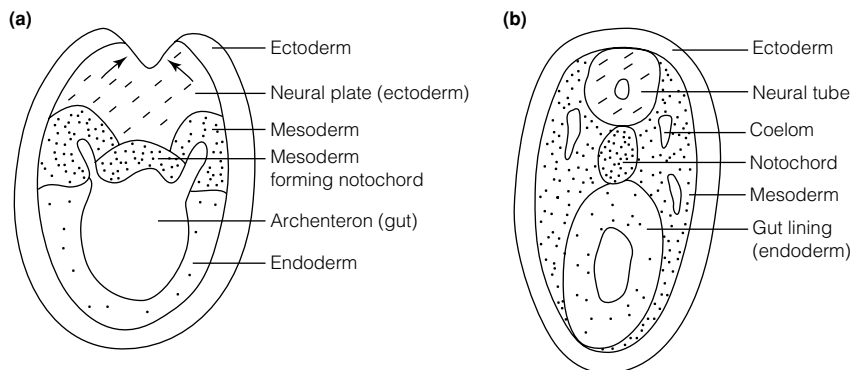 (a)
Ectoderm
Neural plate (ectoderm)
Mesoderm
Mesoderm
forming notochord
Archenteron (gut)
Endoderm
(b)
Ectoderm
Neural tube
Coelom
Notochord
Mesoderm
Gut lining
(endoderm)